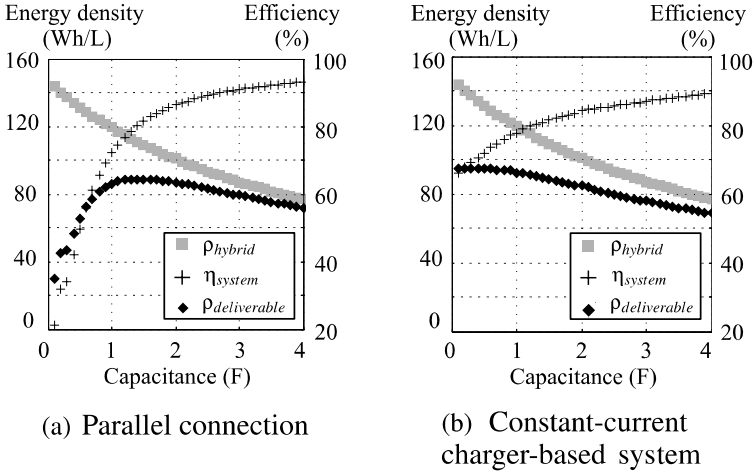 Energy density Efficiency
(Wh/L) (%)
160 100
120 80
80 60
40 40
0 20
0 1 2 3 4
Capacitance (F)
ρhybrid
ηsystem
ρdeliverable
(a) Parallel connection
Energy density Efficiency
(Wh/L) (%)
160 100
120 80
80 60
40 40
0 20
0 1 2 3 4
Capacitance (F)
ρhybrid
ηsystem
ρdeliverable
(b) Constant-current
charger-based system